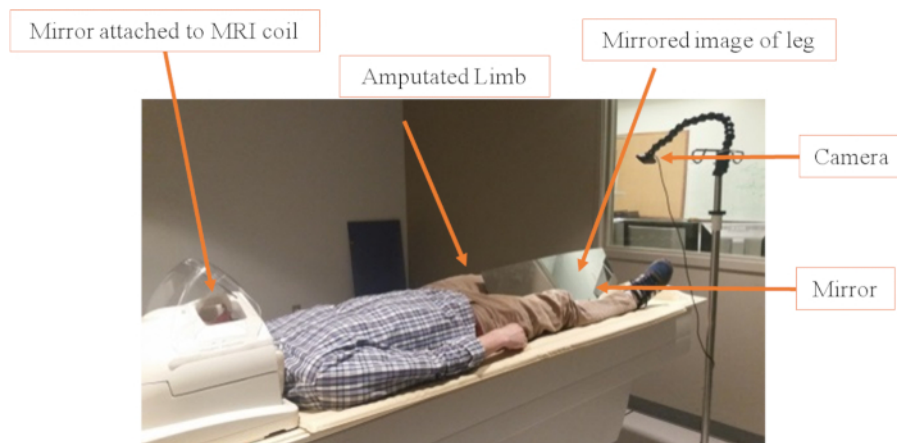 Mirror attached to MRI coil
Mirrored image of leg
Amputated Limb
Camera
Mirror